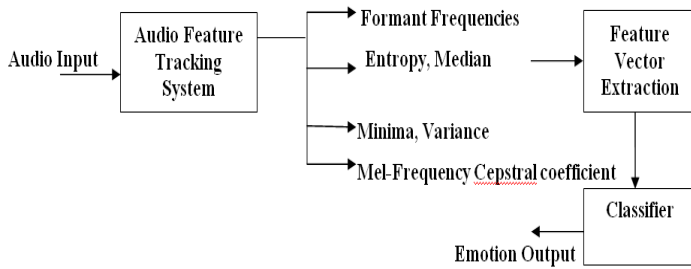 Audio Input
Audio Feature
Tracking
System
Formant Frequencies
Entropy, Median
Minima, Variance
Mel-Frequency Cepstral coefficient
Feature
Vector
Extraction
Classifier
Emotion Output